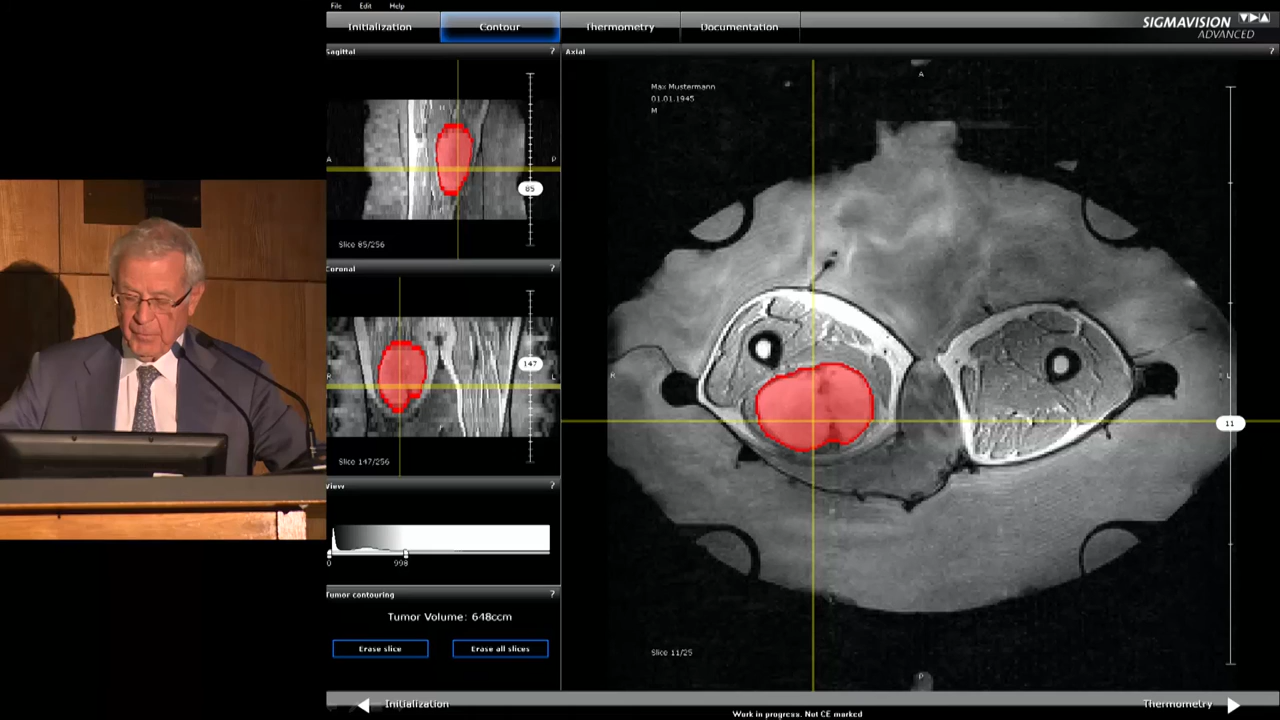 File Edit Help
Initialization Contour Thermometry Documentation
SIGMAVISION
ADVANCED
Sagittal ?
A P
85
Slice 85/256
Coronal ?
R L
147
Slice 147/256
View ?
0 998
Tumor contouring ?
Tumor Volume: 648ccm
Erase slice Erase all slices
Axial ?
A
Max Mustermann
01.01.1945
M
R L
11
Slice 11/25
P
Initialization Thermometry
Work in progress. Not CE marked